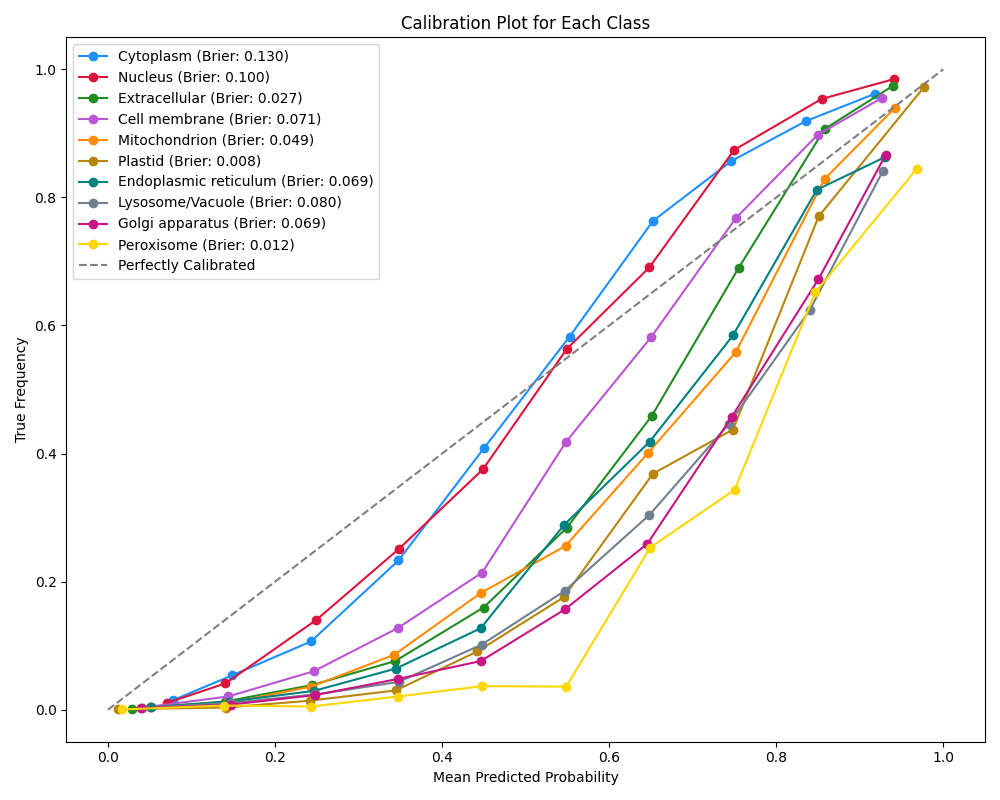 Calibration Plot for Each Class
Cytoplasm (Brier: 0.130)
Nucleus (Brier: 0.100)
Extracellular (Brier: 0.027)
Cell membrane (Brier: 0.071)
Mitochondrion (Brier: 0.049)
Plastid (Brier: 0.008)
Endoplasmic reticulum (Brier: 0.069)
Lysosome/Vacuole (Brier: 0.080)
Golgi apparatus (Brier: 0.069)
Peroxisome (Brier: 0.012)
Perfectly Calibrated
True Frequency
1.0
0.8
0.6
0.4
0.2
0.0
0.0 0.2 0.4 0.6 0.8 1.0
Mean Predicted Probability